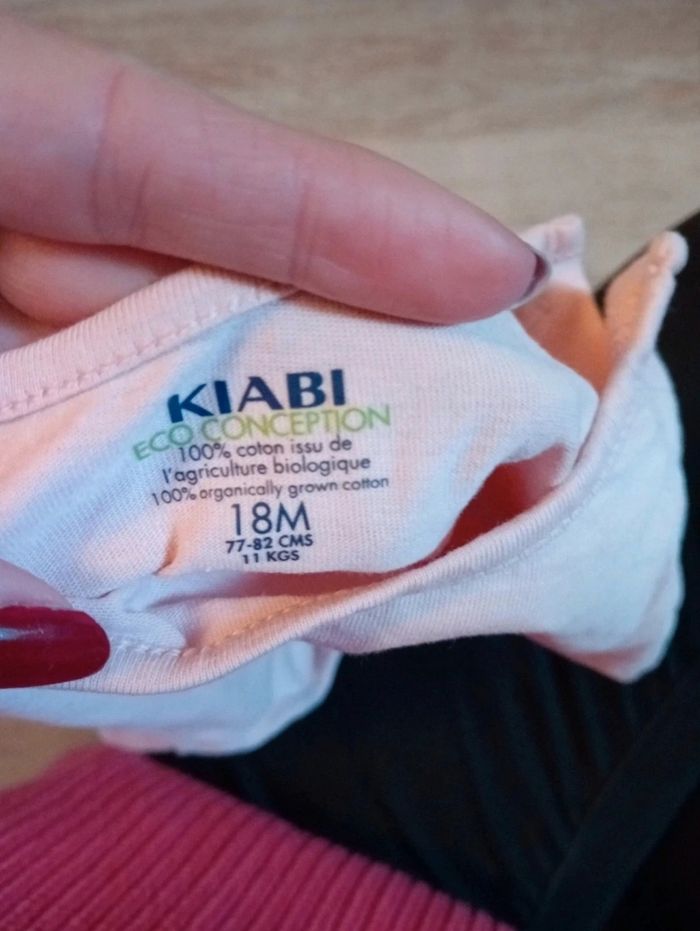 KIABI
ECO CONCEPTION
100% coton issu de
l'agriculture biologique
100% organically grown cotton
18M
77-82 CMS
11 KGS